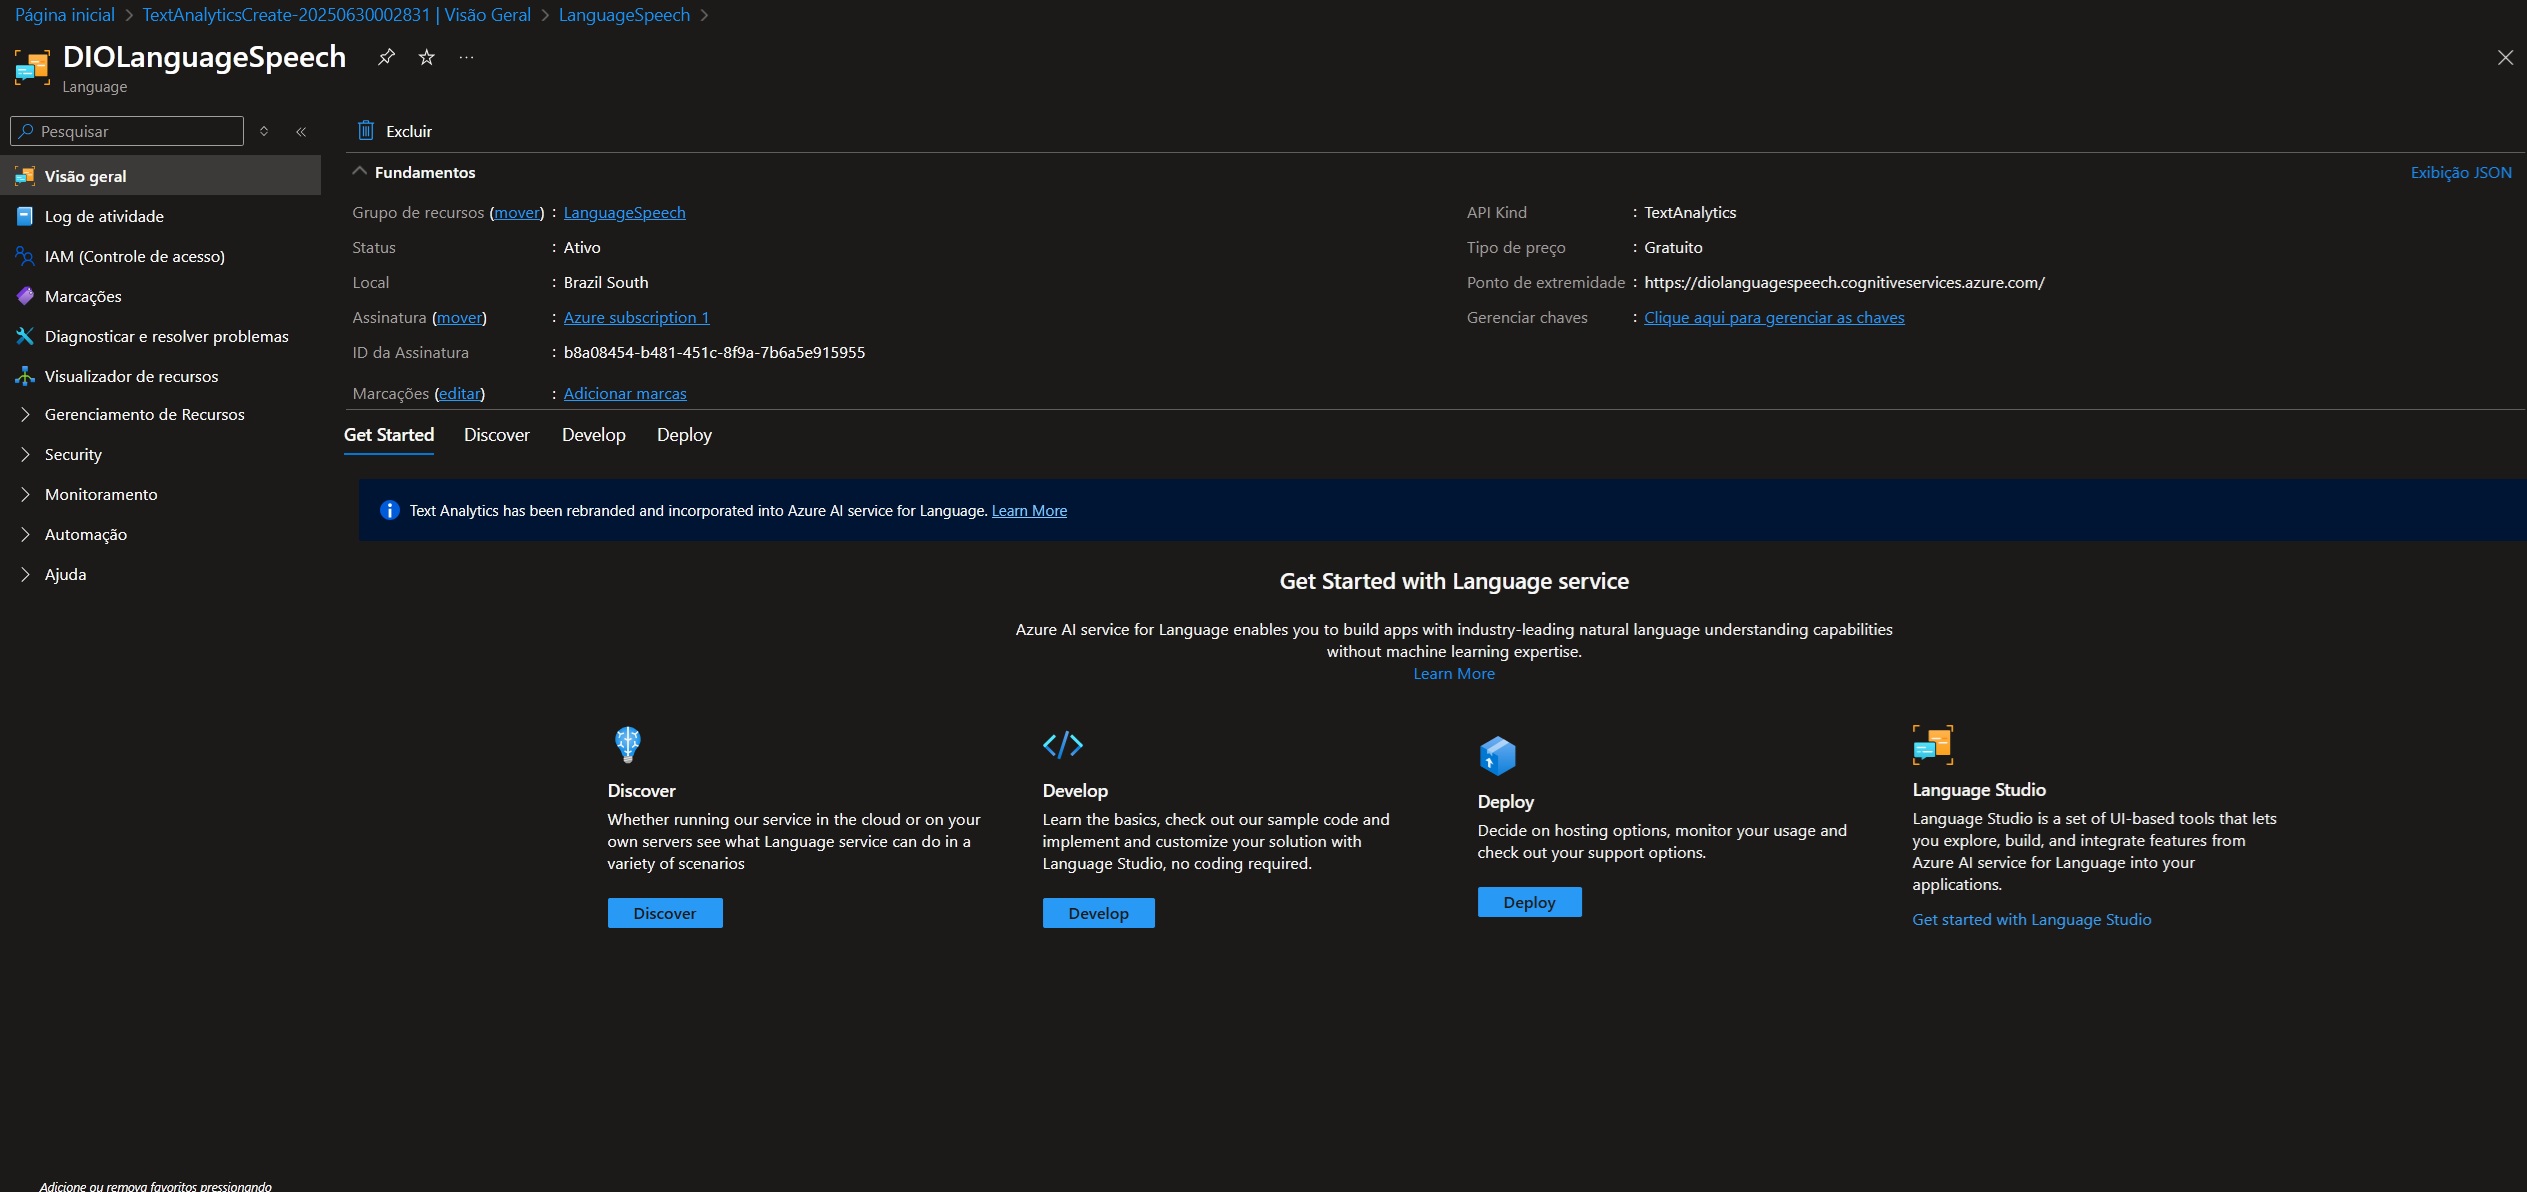 Página inicial > TextAnalyticsCreate-20250630002831 | Visão Geral > LanguageSpeech >
DIOLanguageSpeech
Language
Pesquisar
Visão geral
Log de atividade
IAM (Controle de acesso)
Marcações
Diagnosticar e resolver problemas
Visualizador de recursos
Gerenciamento de Recursos
Security
Monitoramento
Automação
Ajuda
Adicione ou remova favoritos pressionando
Excluir
Fundamentos
Exibição JSON
Grupo de recursos (mover) : LanguageSpeech
Status : Ativo
Local : Brazil South
Assinatura (mover) : Azure subscription 1
ID da Assinatura : b8a08454-b481-451c-8f9a-7b6a5e915955
Marcações (editar) : Adicionar marcas
API Kind : TextAnalytics
Tipo de preço : Gratuito
Ponto de extremidade : https://diolanguagespeech.cognitiveservices.azure.com/
Gerenciar chaves : Clique aqui para gerenciar as chaves
Get Started Discover Develop Deploy
Text Analytics has been rebranded and incorporated into Azure AI service for Language. Learn More
Get Started with Language service
Azure AI service for Language enables you to build apps with industry-leading natural language understanding capabilities
without machine learning expertise.
Learn More
Discover
Whether running our service in the cloud or on your
own servers see what Language service can do in a
variety of scenarios
Discover
Develop
Learn the basics, check out our sample code and
implement and customize your solution with
Language Studio, no coding required.
Develop
Deploy
Decide on hosting options, monitor your usage and
check out your support options.
Deploy
Language Studio
Language Studio is a set of UI-based tools that lets
you explore, build, and integrate features from
Azure AI service for Language into your
applications.
Get started with Language Studio